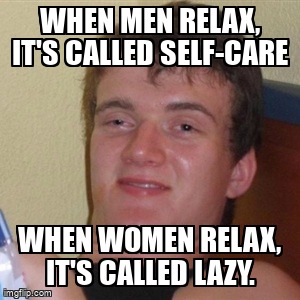 WHEN MEN RELAX,
IT'S CALLED SELF-CARE
WHEN WOMEN RELAX,
IT'S CALLED LAZY.
imgflip.com